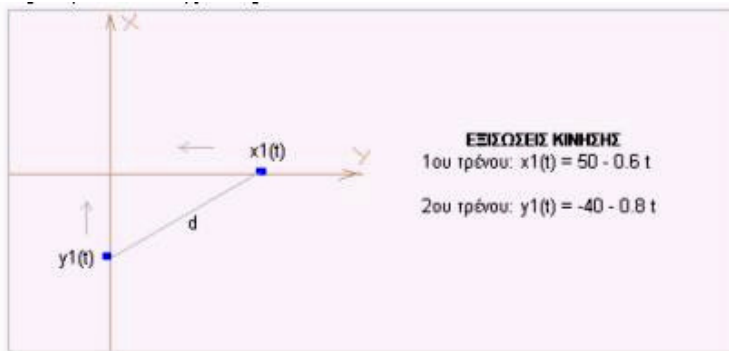 X
x1(t)
Y
d
y1(t)
ΕΞΙΣΩΣΕΙΣ ΚΙΝΗΣΗΣ
1ου τρένου: x1(t) = 50 - 0.6 t
2ου τρένου: y1(t) = -40 - 0.8 t